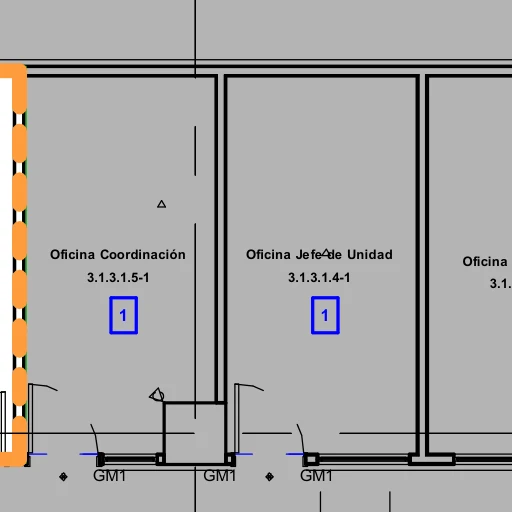 Oficina Coordinación
3.1.3.1.5-1
1
Oficina Jefe de Unidad
3.1.3.1.4-1
1
Oficina
3.1.
GM1
GM1
GM1